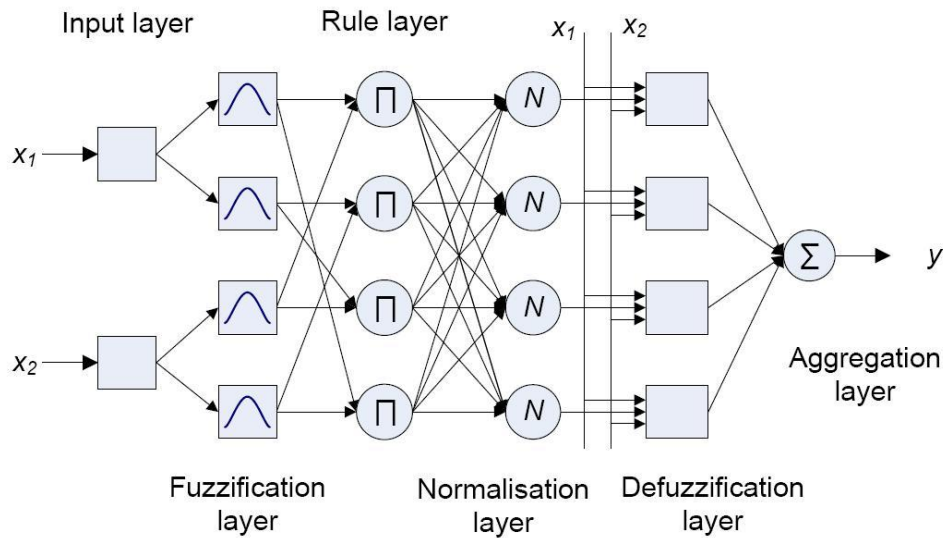 Input layer
Rule layer
x1
x2
x1
x2
∏
∏
∏
∏
N
N
N
N
Σ
y
Aggregation
layer
Fuzzification
layer
Normalisation
layer
Defuzzification
layer